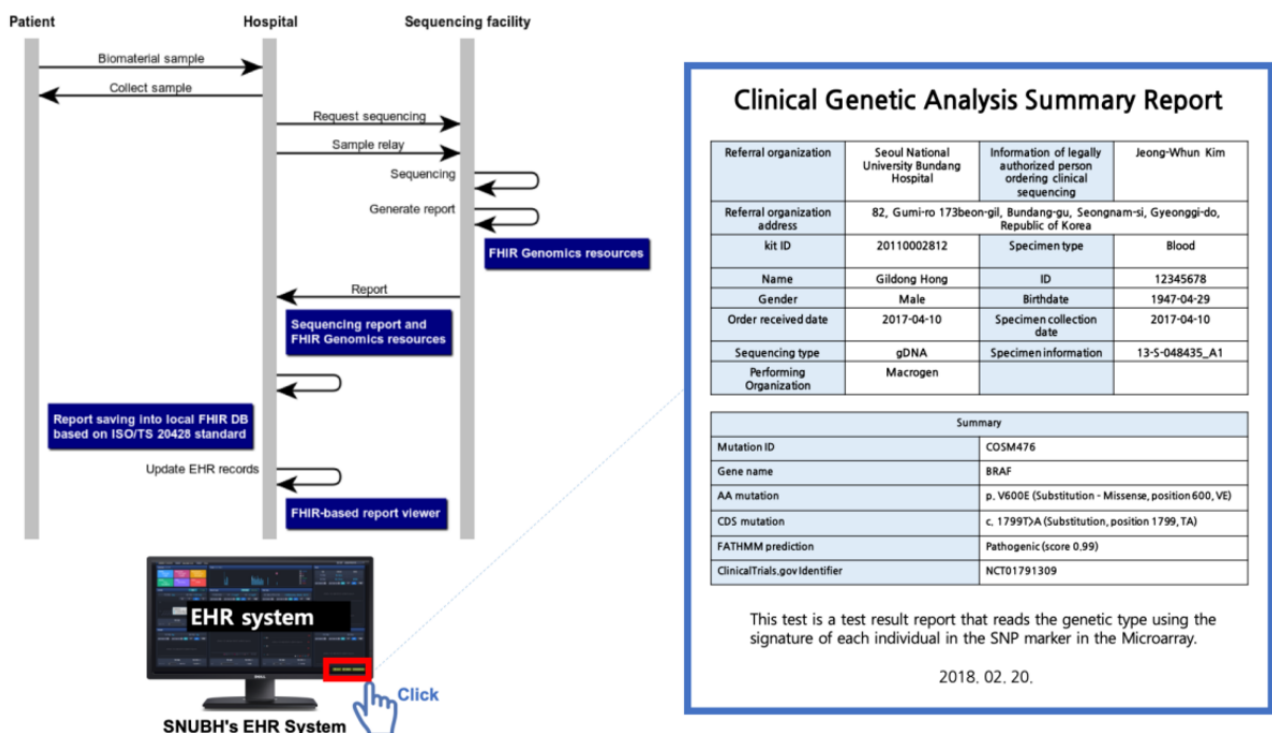 Patient
Hospital
Sequencing facility
Biomaterial sample
Collect sample
Request sequencing
Sample relay
Sequencing
Generate report
FHIR Genomics resources
Report
Sequencing report and
FHIR Genomics resources
Report saving into local FHIR DB
based on ISO/TS 20428 standard
Update EHR records
FHIR-based report viewer
EHR system
Click
SNUBH's EHR System
Clinical Genetic Analysis Summary Report
Referral organization
Seoul National
University Bundang
Hospital
Information of legally
authorized person
ordering clinical
sequencing
Jeong-Whun Kim
Referral organization
address
82, Gumi-ro 173beon-gil, Bundang-gu, Seongnam-si, Gyeonggi-do,
Republic of Korea
kit ID
20110002812
Specimen type
Blood
Name
Gildong Hong
ID
12345678
Gender
Male
Birthdate
1947-04-29
Order received date
2017-04-10
Specimen collection
date
2017-04-10
Sequencing type
gDNA
Specimen information
13-S-048435_A1
Performing
Organization
Macrogen
Summary
Mutation ID
COSM476
Gene name
BRAF
AA mutation
p. V600E (Substitution - Missense, position 600, VE)
CDS mutation
c. 1799T>A (Substitution, position 1799, TA)
FATHMM prediction
Pathogenic (score 0.99)
ClinicalTrials.gov Identifier
NCT01791309
This test is a test result report that reads the genetic type using the
signature of each individual in the SNP marker in the Microarray.
2018. 02. 20.